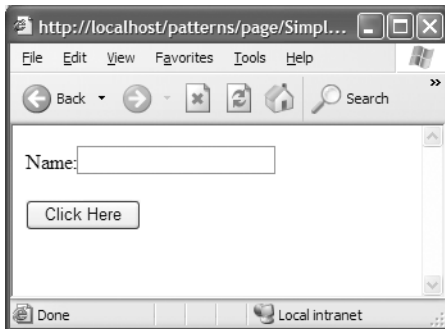 http://localhost/patterns/page/Simpl...
File Edit View Favorites Tools Help
Back Search »
Name:
Click Here
Done Local intranet